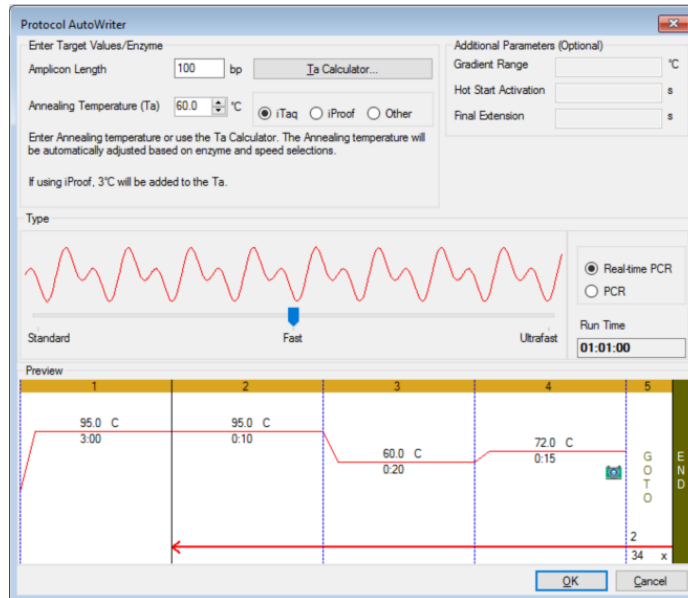 Protocol AutoWriter
Enter Target Values/Enzyme
Amplicon Length 100 bp Ta Calculator...
Annealing Temperature (Ta) 60.0 °C iTaq iProof Other
Enter Annealing temperature or use the Ta Calculator. The Annealing temperature will
be automatically adjusted based on enzyme and speed selections.
If using iProof, 3°C will be added to the Ta.
Additional Parameters (Optional)
Gradient Range °C
Hot Start Activation s
Final Extension s
Type
Standard Fast Ultrafast
Real-time PCR
PCR
Run Time
01:01:00
Preview
1 2 3 4 5
95.0 C
3:00
95.0 C
0:10
60.0 C
0:20
72.0 C
0:15
GOTO
2
34 x
END
OK Cancel